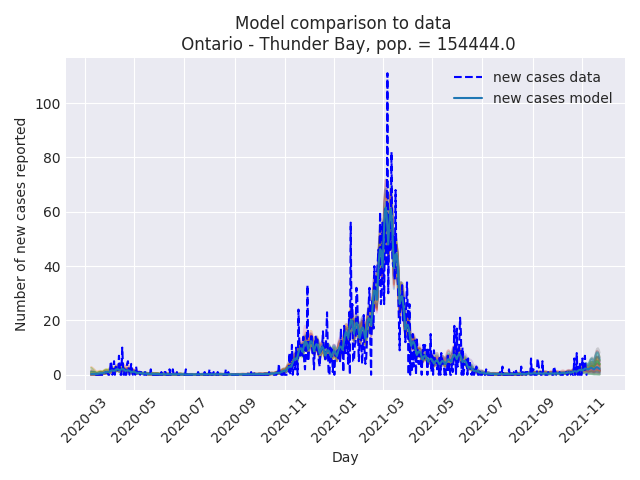 Model comparison to data
Ontario - Thunder Bay, pop. = 154444.0
new cases data
new cases model
Number of new cases reported
100
80
60
40
20
0
2020-03
2020-05
2020-07
2020-09
2020-11
2021-01
2021-03
2021-05
2021-07
2021-09
2021-11
Day